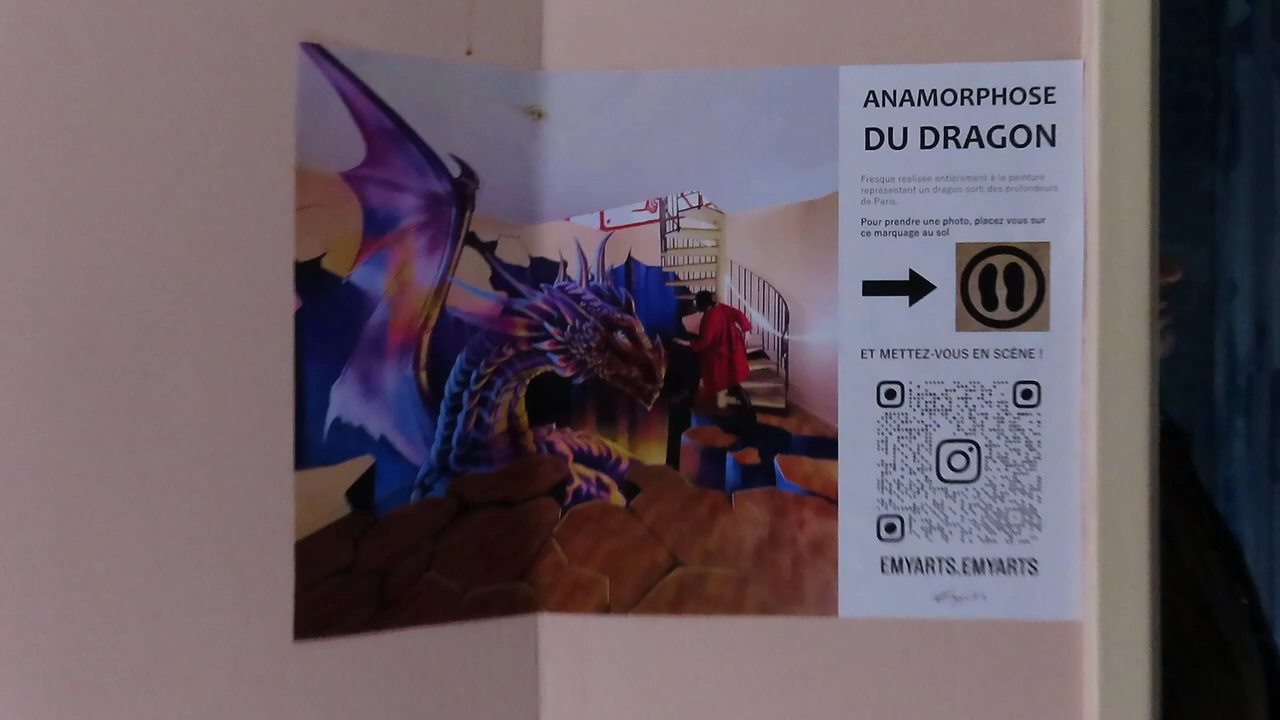 ANAMORPHOSE
DU DRAGON
Fresque réalisée entièrement à la peinture
représentant un dragon sorti des profondeurs
de Paris.
Pour prendre une photo, placez vous sur
ce marquage au sol
ET METTEZ-VOUS EN SCÈNE !
EMYARTS.EMYARTS